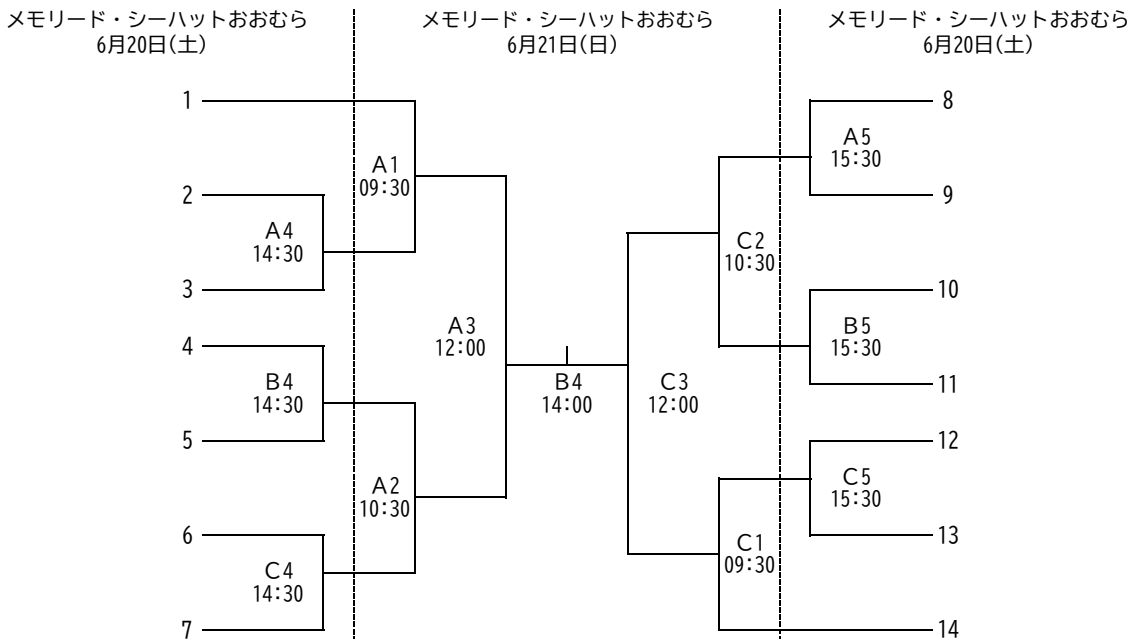 メモリード・シーハットおおむら
6月20日(土)
メモリード・シーハットおおむら
6月21日(日)
メモリード・シーハットおおむら
6月20日(土)
1
2
3
4
5
6
7
A4
14:30
B4
14:30
C4
14:30
A1
09:30
A2
10:30
A3
12:00
B4
14:00
C3
12:00
C2
10:30
C1
09:30
A5
15:30
B5
15:30
C5
15:30
8
9
10
11
12
13
14